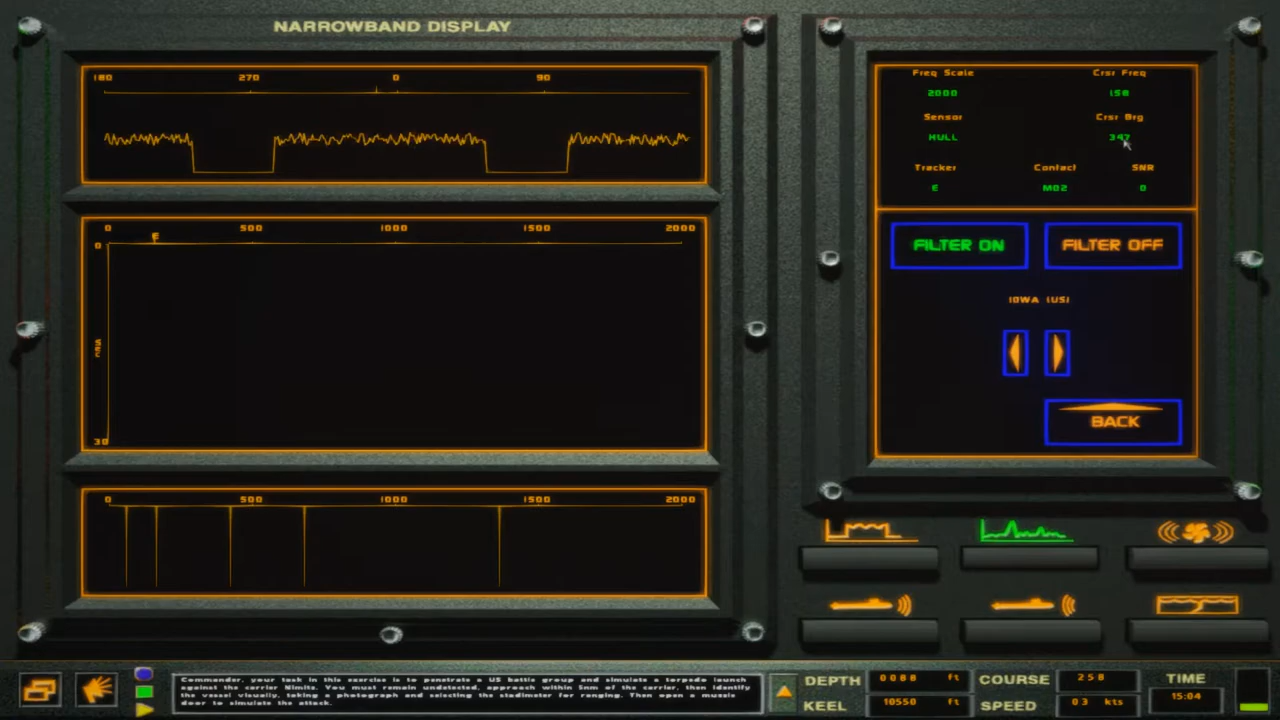 NARROWBAND DISPLAY
180 270 0 90
0 500 1000 1500 2000
E
0
30
0 500 1000 1500 2000
Freq Scale Crsr Freq
2000 158
Sensor Crsr Brg
HULL 347
Tracker Contact SNR
E M02 0
FILTER ON FILTER OFF
IOWA (US)
BACK
Commander, your task in this exercise is to penetrate a US battle group and simulate a torpedo launch
against the carrier Nimitz. You must remain undetected, approach within 5nm of the carrier, then identify
the vessel visually, taking a photograph and selecting the stadimeter for ranging. Then open a muzzle
door to simulate the attack.
DEPTH 0088 ft COURSE 258 TIME
KEEL 10550 ft SPEED 03 kts 15:04